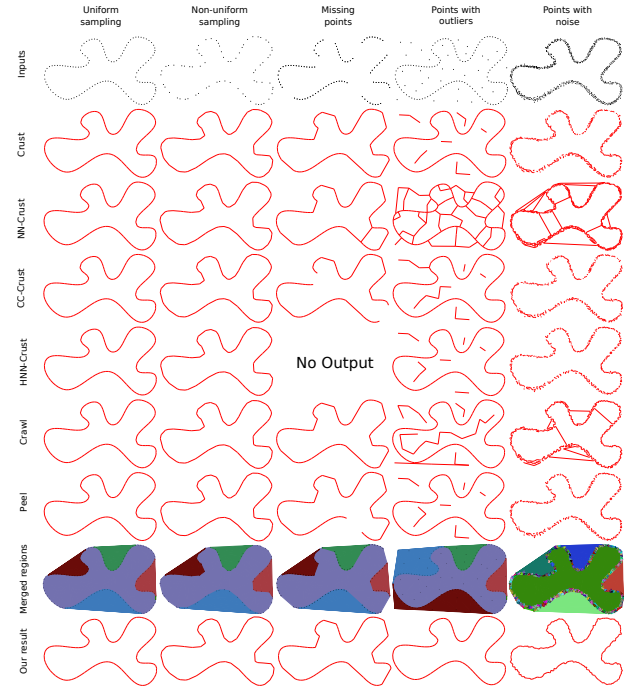 Uniform
sampling
Non-uniform
sampling
Missing
points
Points with
outliers
Points with
noise
Inputs
Crust
NN-Crust
CC-Crust
HNN-Crust
No Output
Crawl
Peel
Merged regions
Our result